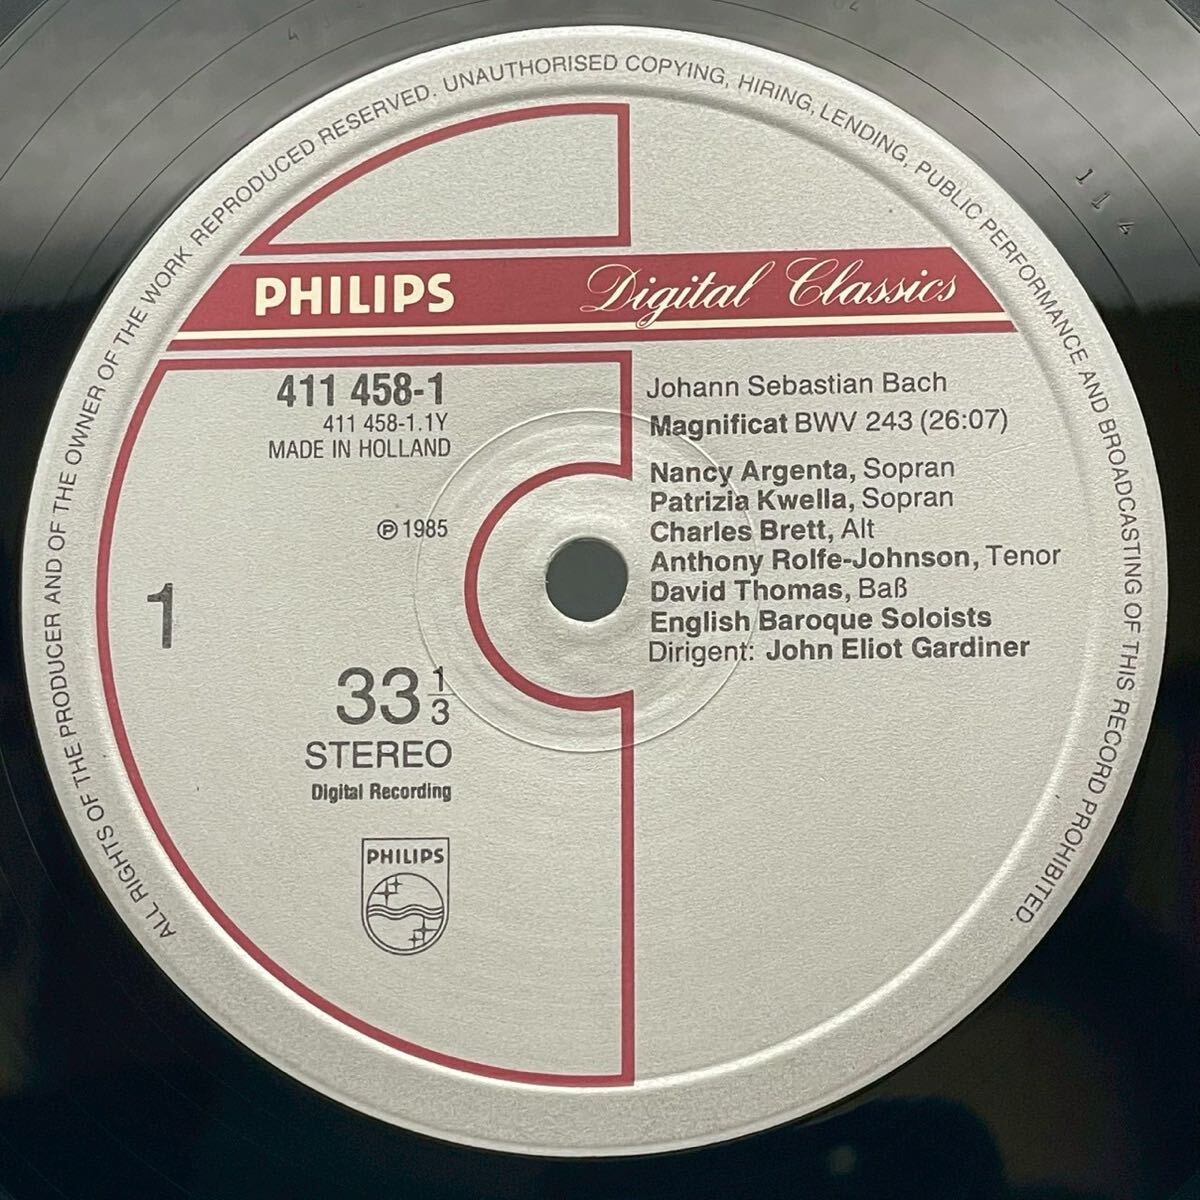 ALL RIGHTS OF THE PRODUCER AND OF THE OWNER OF THE WORK REPRODUCED RESERVED. UNAUTHORISED COPYING, HIRING, LENDING, PUBLIC PERFORMANCE AND BROADCASTING OF THIS RECORD PROHIBITED.
PHILIPS Digital Classics
411 458-1
411 458-1.1Y
MADE IN HOLLAND
℗ 1985
1
33 1/3
STEREO
Digital Recording
PHILIPS
Johann Sebastian Bach
Magnificat BWV 243 (26:07)
Nancy Argenta, Sopran
Patrizia Kwella, Sopran
Charles Brett, Alt
Anthony Rolfe-Johnson, Tenor
David Thomas, Baß
English Baroque Soloists
Dirigent: John Eliot Gardiner
114